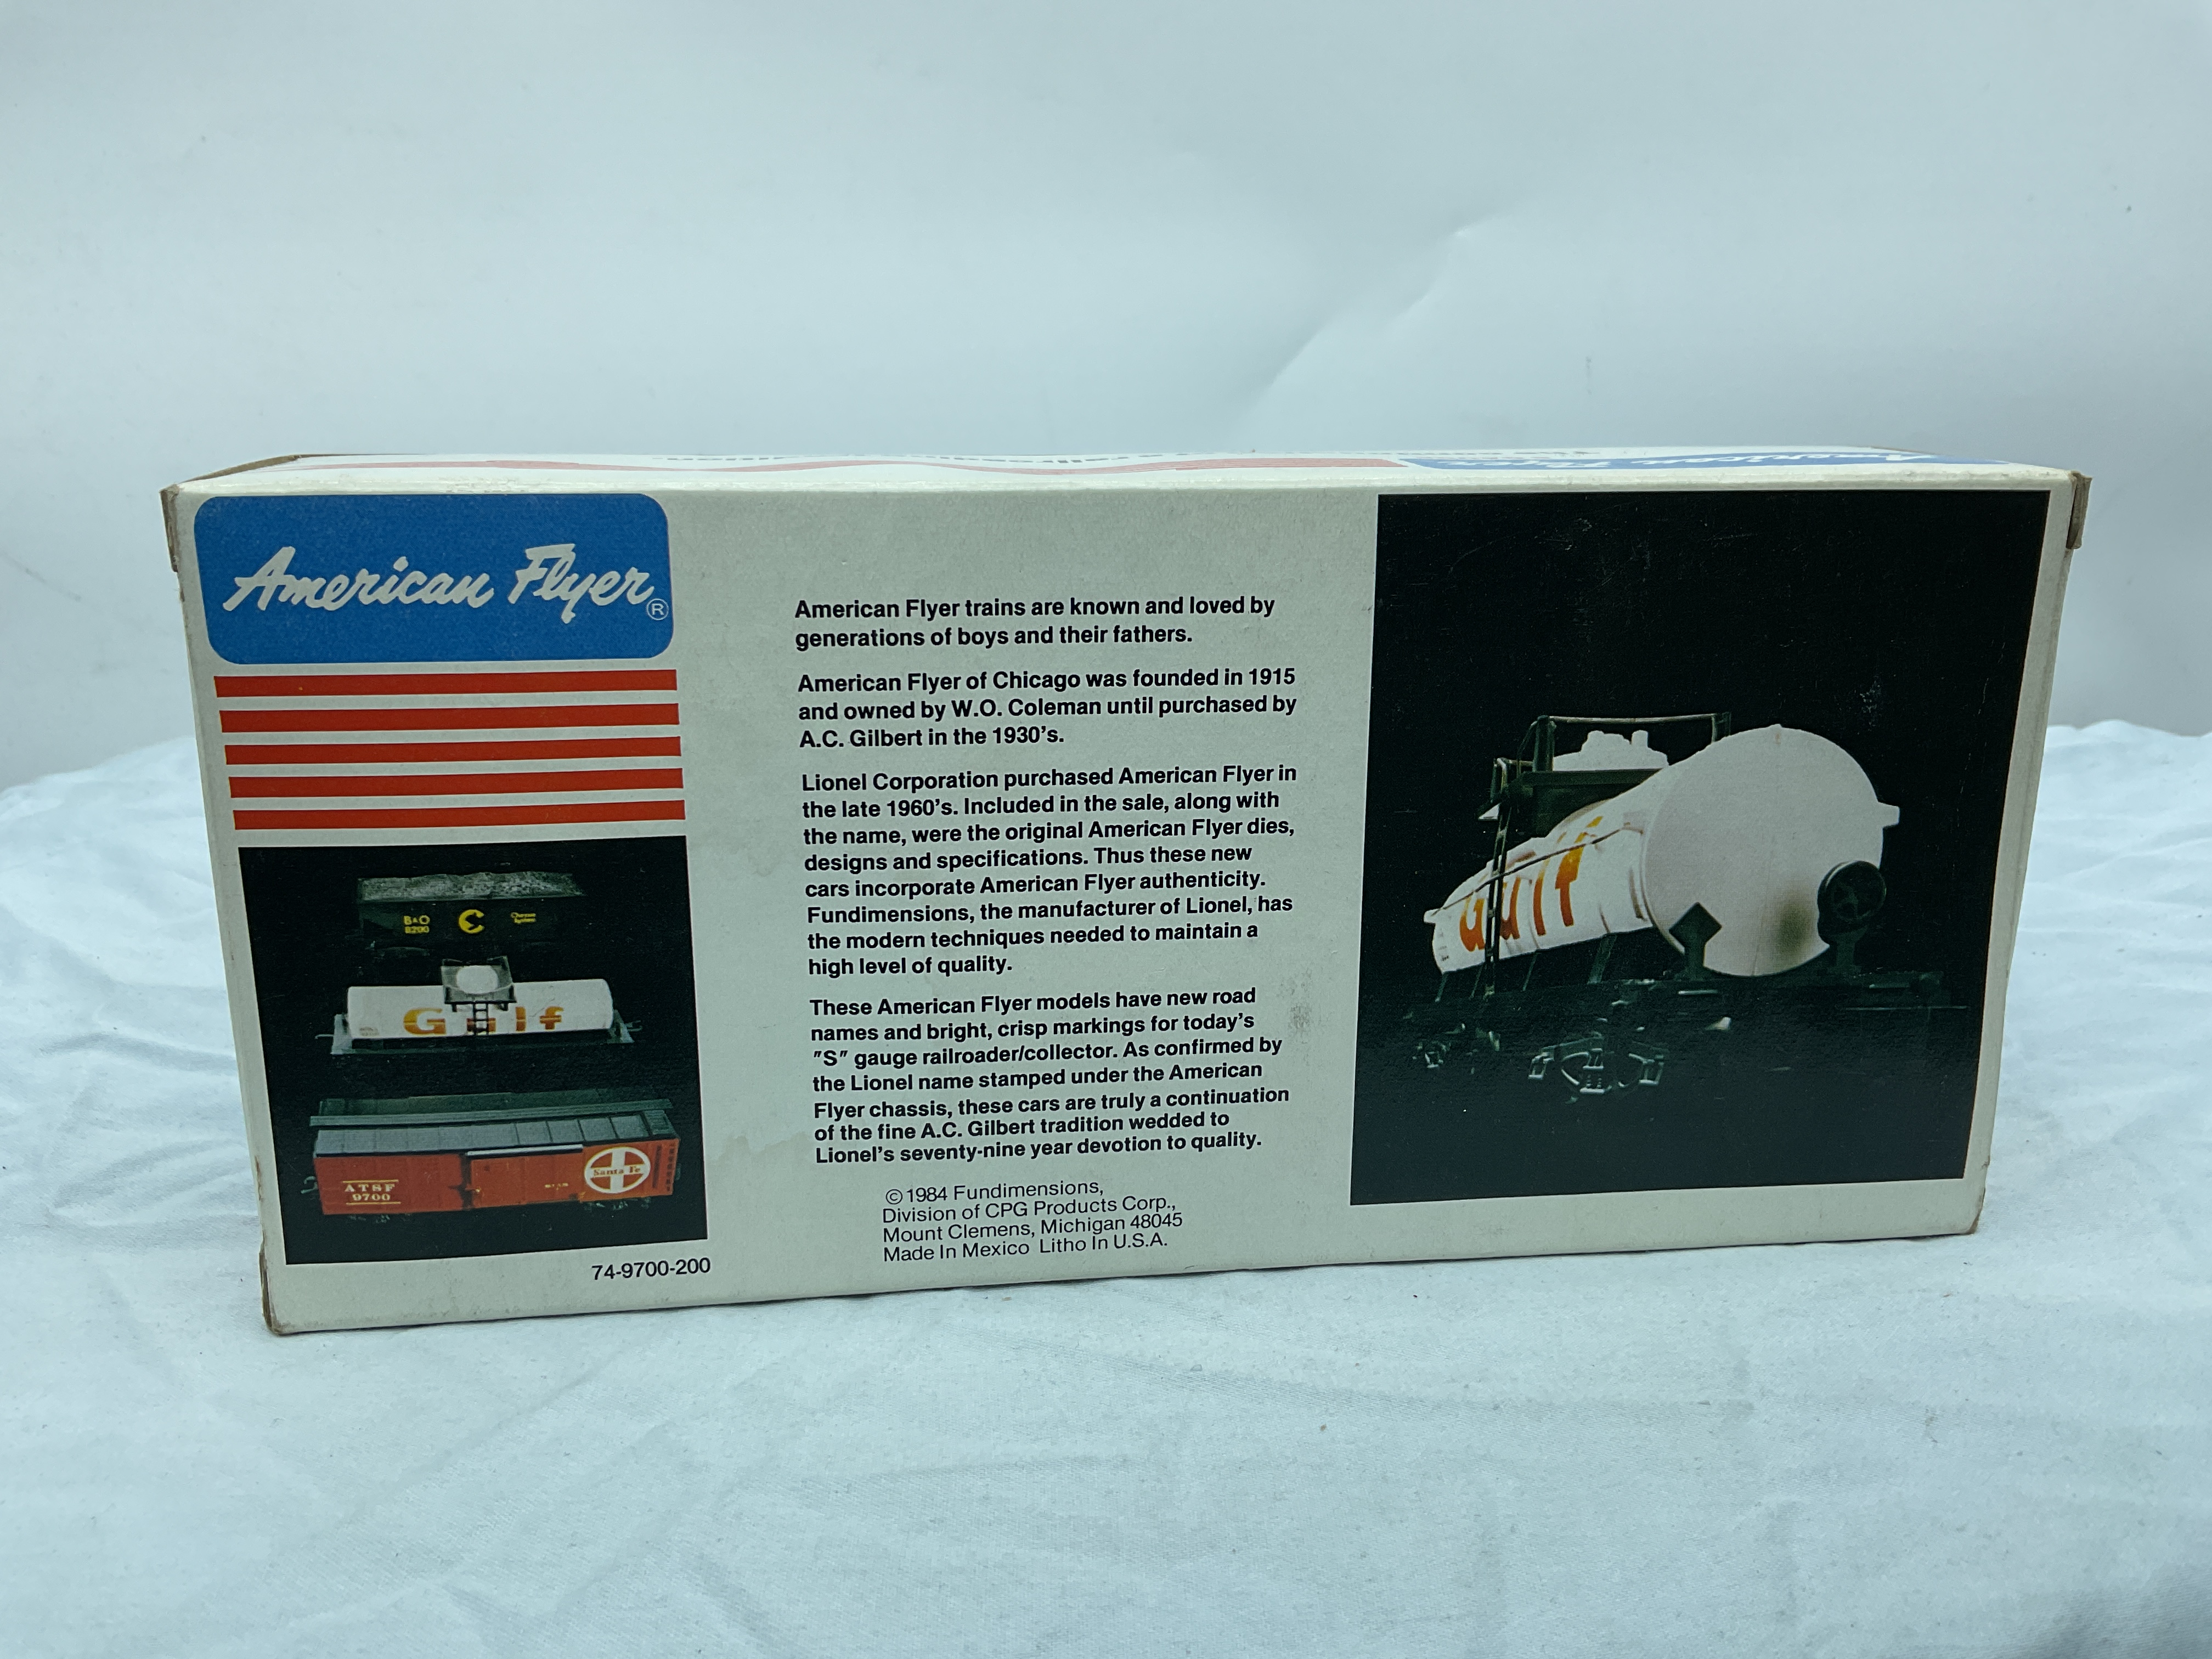 American Flyer
American Flyer®
American Flyer trains are known and loved by
generations of boys and their fathers.
American Flyer of Chicago was founded in 1915
and owned by W.O. Coleman until purchased by
A.C. Gilbert in the 1930's.
Lionel Corporation purchased American Flyer in
the late 1960's. Included in the sale, along with
the name, were the original American Flyer dies,
designs and specifications. Thus these new
cars incorporate American Flyer authenticity.
Fundimensions, the manufacturer of Lionel, has
the modern techniques needed to maintain a
high level of quality.
These American Flyer models have new road
names and bright, crisp markings for today's
"S" gauge railroader/collector. As confirmed by
the Lionel name stamped under the American
Flyer chassis, these cars are truly a continuation
of the fine A.C. Gilbert tradition wedded to
Lionel's seventy-nine year devotion to quality.
©1984 Fundimensions,
Division of CPG Products Corp.,
Mount Clemens, Michigan 48045
Made In Mexico Litho In U.S.A.
B&O
8200
Chessie
System
Gulf
ATSF
9700
Santa Fe
74-9700-200
Gulf